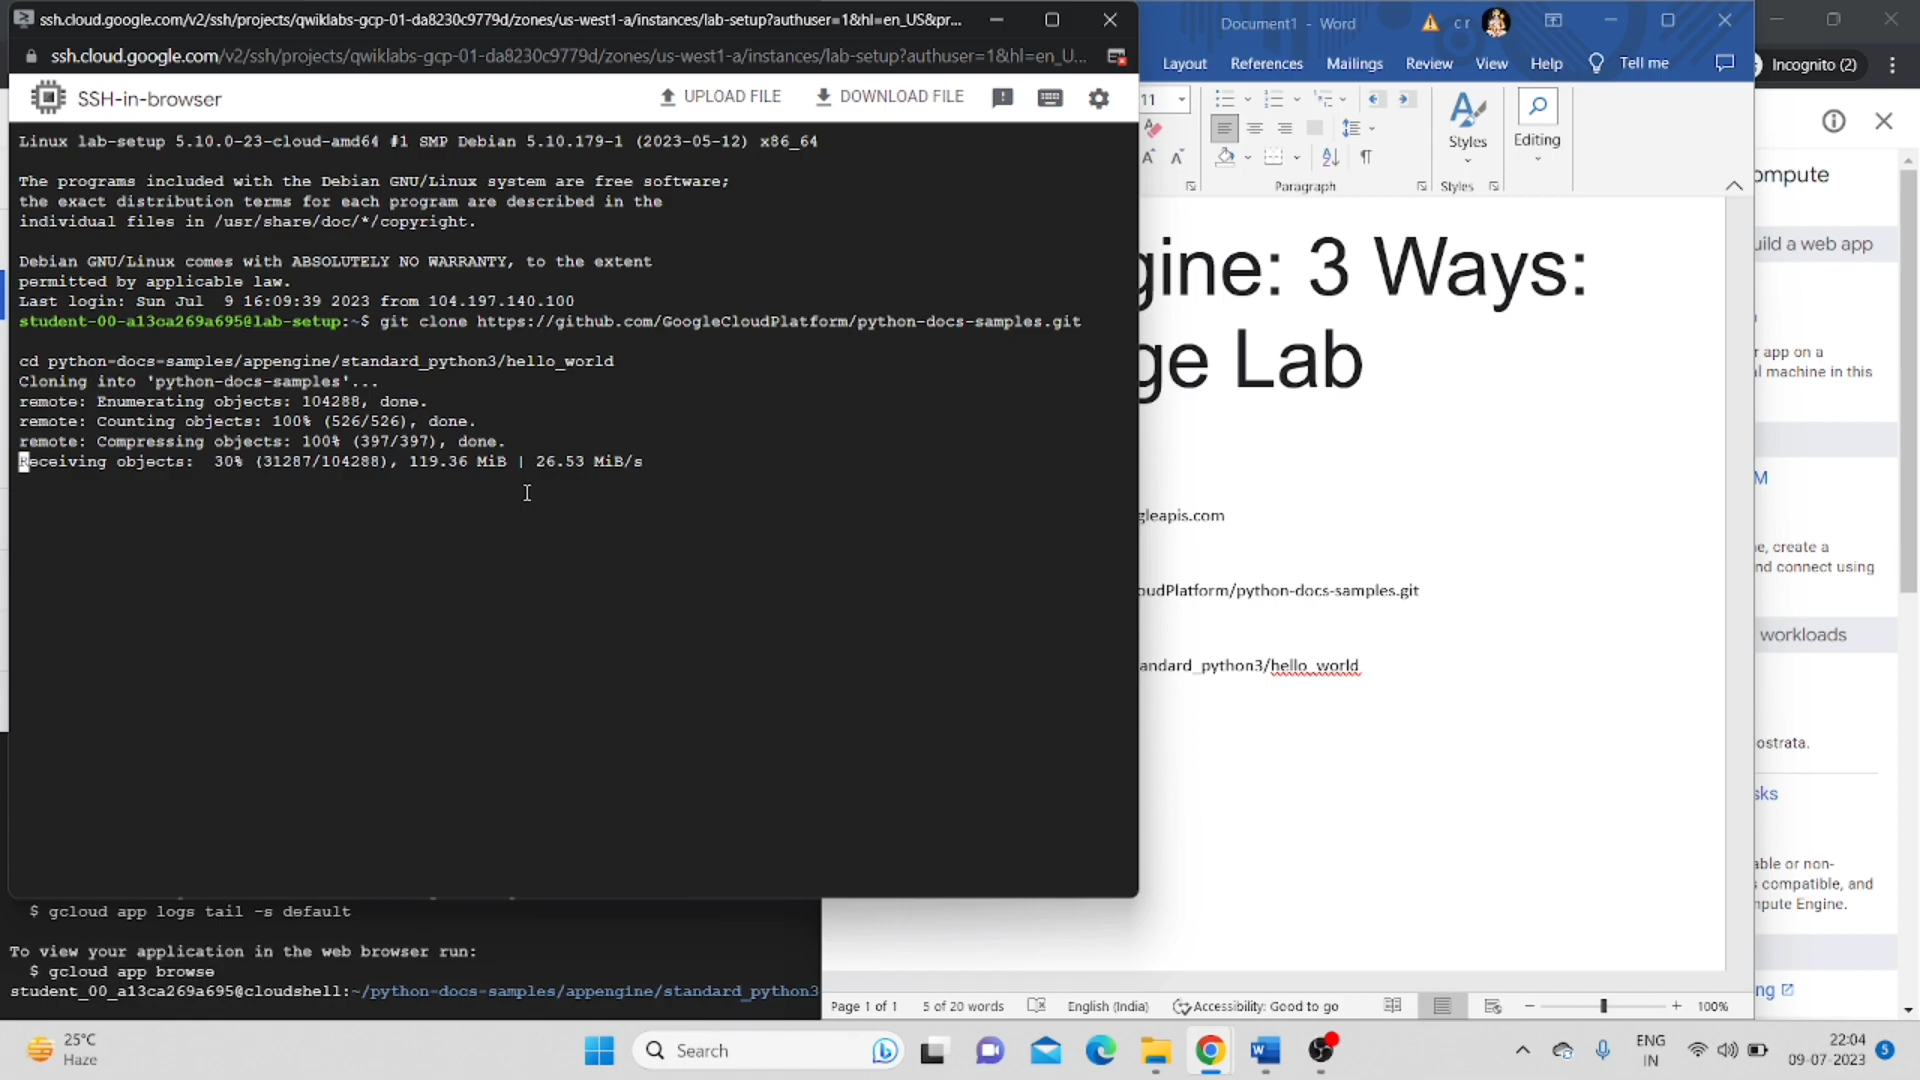 ssh.cloud.google.com/v2/ssh/projects/qwiklabs-gcp-01-da8230c9779d/zones/us-west1-a/instances/lab-setup?authuser=1&hl=en_US&pr...
ssh.cloud.google.com/v2/ssh/projects/qwiklabs-gcp-01-da8230c9779d/zones/us-west1-a/instances/lab-setup?authuser=1&hl=en_U...
SSH-in-browser
UPLOAD FILE
DOWNLOAD FILE
Linux lab-setup 5.10.0-23-cloud-amd64 #1 SMP Debian 5.10.179-1 (2023-05-12) x86_64
The programs included with the Debian GNU/Linux system are free software;
the exact distribution terms for each program are described in the
individual files in /usr/share/doc/*/copyright.
Debian GNU/Linux comes with ABSOLUTELY NO WARRANTY, to the extent
permitted by applicable law.
Last login: Sun Jul  9 16:09:39 2023 from 104.197.140.100
student-00-a13ca269a695@lab-setup:~$ git clone https://github.com/GoogleCloudPlatform/python-docs-samples.git
cd python-docs-samples/appengine/standard_python3/hello_world
Cloning into 'python-docs-samples'...
remote: Enumerating objects: 104288, done.
remote: Counting objects: 100% (526/526), done.
remote: Compressing objects: 100% (397/397), done.
Receiving objects:  30% (31287/104288), 119.36 MiB | 26.53 MiB/s
$ gcloud app logs tail -s default
To view your application in the web browser run:
$ gcloud app browse
student_00_a13ca269a695@cloudshell:~/python-docs-samples/appengine/standard_python3
Document1 - Word
c r
Layout References Mailings Review View Help Tell me
11
Styles
Editing
Paragraph
Styles
gine: 3 Ways:
ge Lab
gleapis.com
oudPlatform/python-docs-samples.git
andard_python3/hello_world
Page 1 of 1
5 of 20 words
English (India)
Accessibility: Good to go
100%
Incognito (2)
ompute
uild a web app
r app on a
l machine in this
M
e, create a
nd connect using
workloads
ostrata.
sks
able or non-
s compatible, and
npute Engine.
ng
25°C
Haze
Search
ENG
IN
22:04
09-07-2023
5